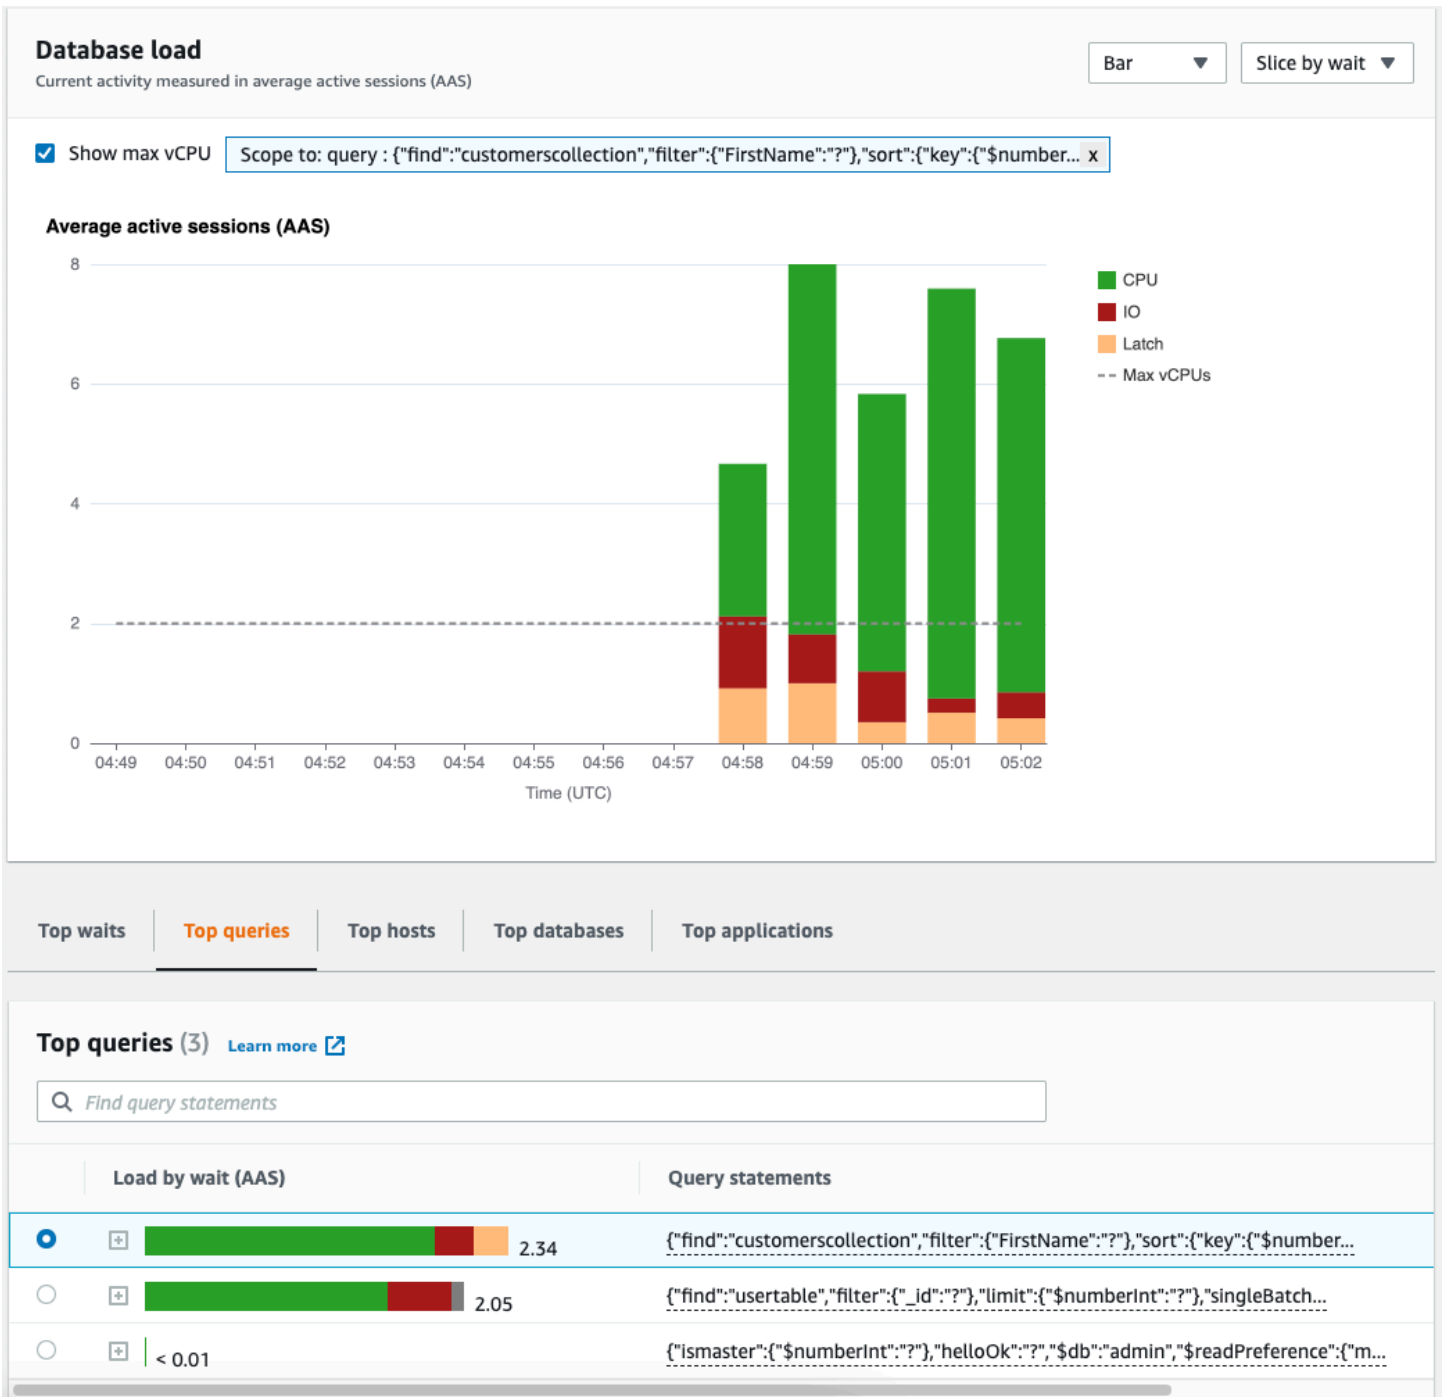 Database load
Current activity measured in average active sessions (AAS)
Bar
Slice by wait
Show max vCPU
Scope to: query : {"find":"customerscollection","filter":{"FirstName":"?"},"sort":{"key":{"$number... x
Average active sessions (AAS)
8
6
4
2
0
CPU
IO
Latch
Max vCPUs
04:49 04:50 04:51 04:52 04:53 04:54 04:55 04:56 04:57 04:58 04:59 05:00 05:01 05:02
Time (UTC)
Top waits Top queries Top hosts Top databases Top applications
Top queries (3) Learn more
Find query statements
Load by wait (AAS) Query statements
2.34 {"find":"customerscollection","filter":{"FirstName":"?"},"sort":{"key":{"$number...
2.05 {"find":"usertable","filter":{"_id":"?"},"limit":{"$numberInt":"?"},"singleBatch...
< 0.01 {"ismaster":{"$numberInt":"?"},"helloOk":"?","$db":"admin","$readPreference":{"m...